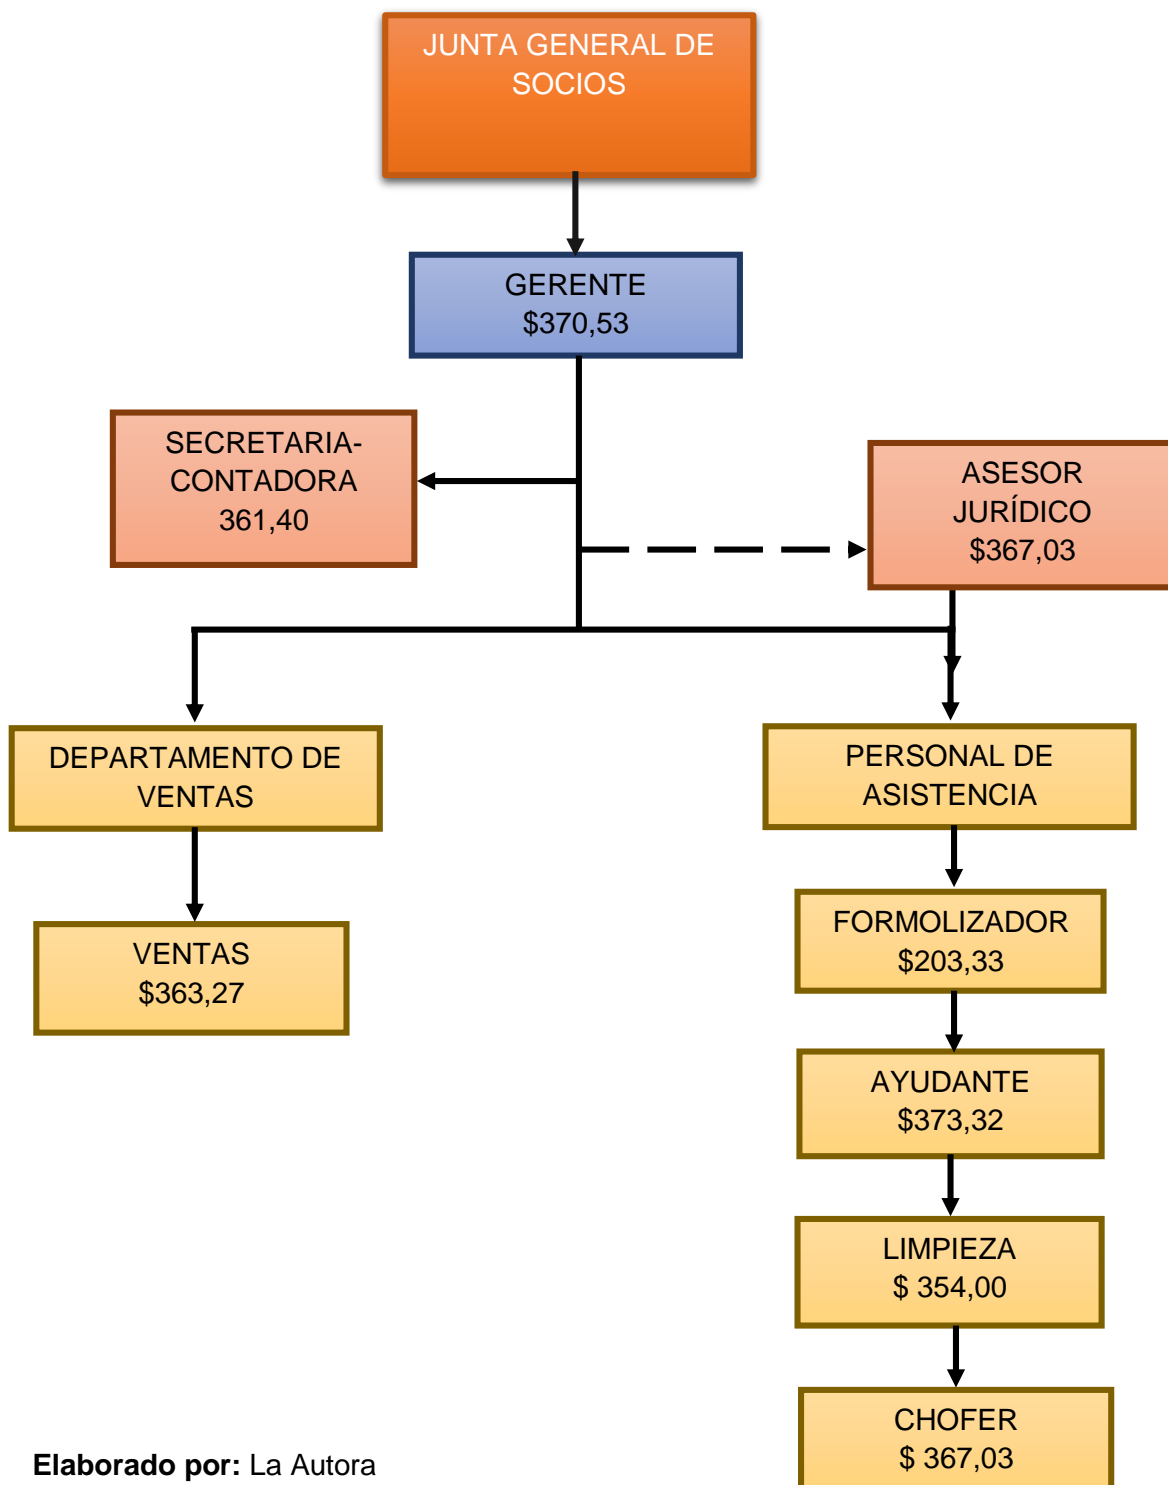 JUNTA GENERAL DE
SOCIOS
GERENTE
$370,53
SECRETARIA-
CONTADORA
361,40
ASESOR
JURÍDICO
$367,03
DEPARTAMENTO DE
VENTAS
PERSONAL DE
ASISTENCIA
VENTAS
$363,27
FORMOLIZADOR
$203,33
AYUDANTE
$373,32
LIMPIEZA
$ 354,00
CHOFER
$ 367,03
Elaborado por: La Autora